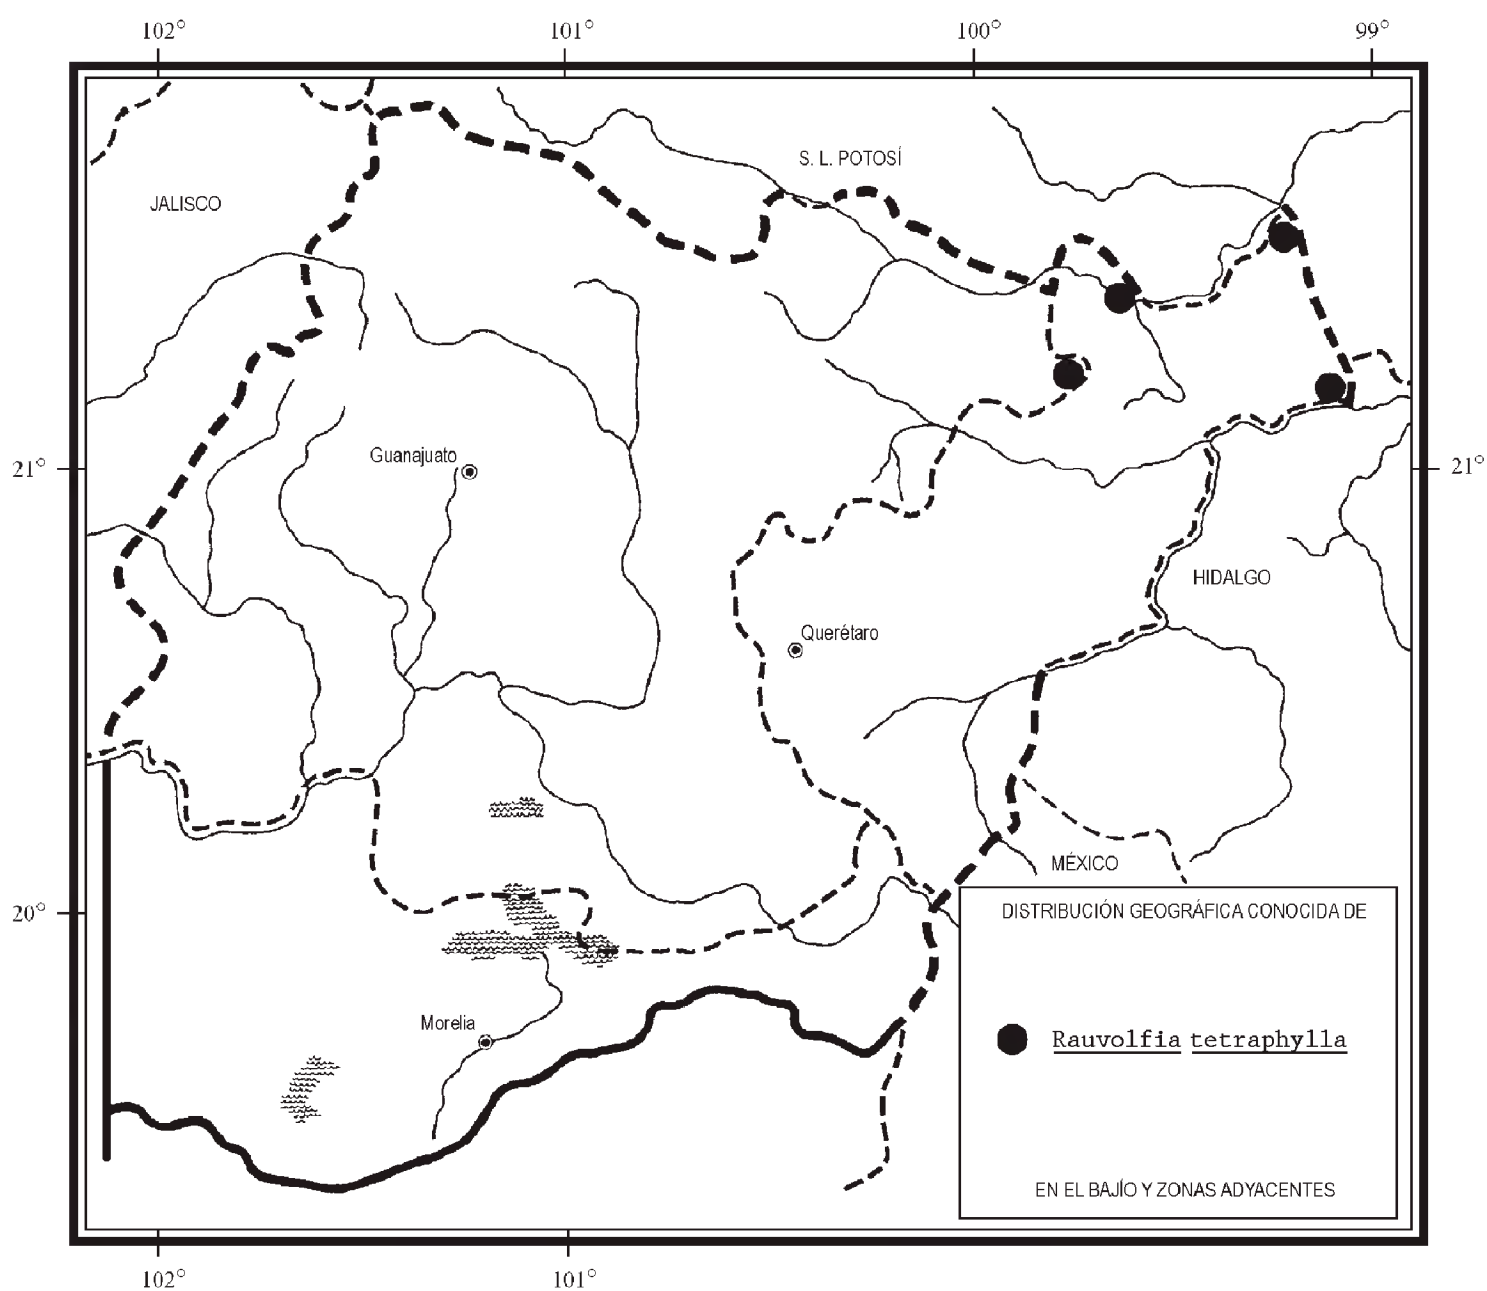 102° 101° 100° 99°
S. L. POTOSÍ
JALISCO
Guanajuato
21° 21°
HIDALGO
Querétaro
MÉXICO
20°
DISTRIBUCIÓN GEOGRÁFICA CONOCIDA DE
Morelia
Rauvolfia tetraphylla
EN EL BAJÍO Y ZONAS ADYACENTES
102° 101°